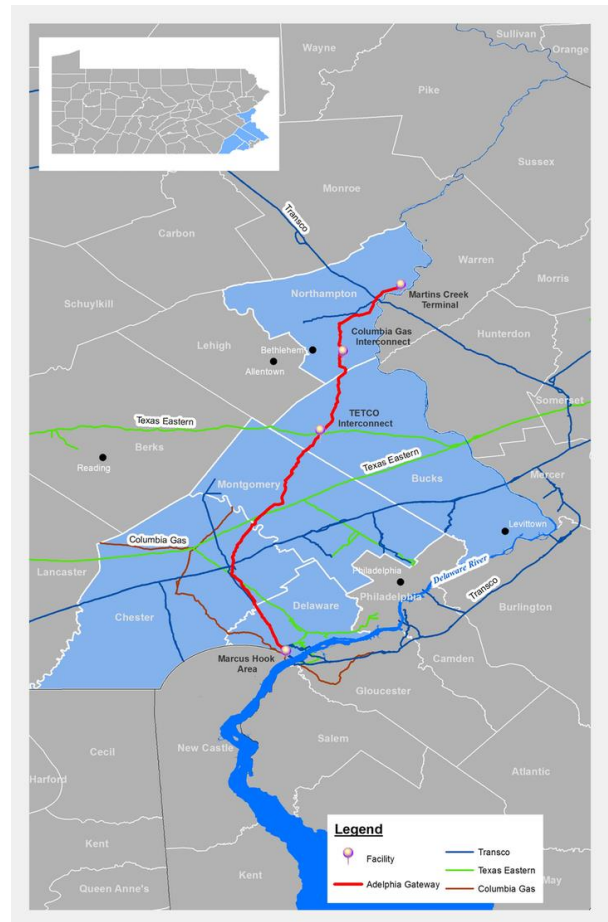 Wayne
Sullivan
Orange
Pike
Sussex
Monroe
Transco
Carbon
Warren
Northampton
Morris
Martins Creek
Terminal
Schuylkill
Columbia Gas
Interconnect
Hunterdon
Lehigh
Bethlehem
Allentown
Somerset
TETCO
Interconnect
Texas Eastern
Berks
Texas Eastern
Reading
Montgomery
Bucks
Mercer
Levittown
Columbia Gas
Lancaster
Philadelphia
Delaware River
Philadelphia
Transco
Delaware
Burlington
Chester
Marcus Hook
Area
Camden
Gloucester
New Castle
Salem
Cecil
Harford
Atlantic
Kent
Kent
Queen Anne's
May
Legend
Facility
Adelphia Gateway
Transco
Texas Eastern
Columbia Gas